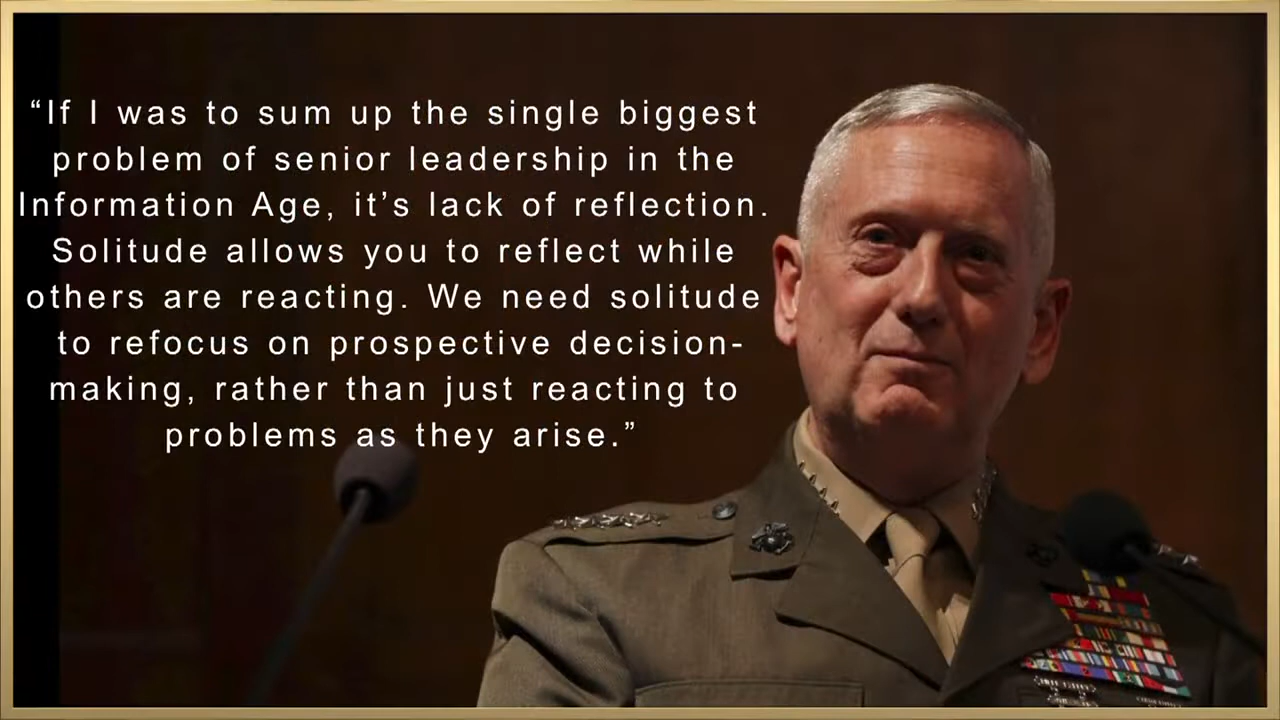 “If I was to sum up the single biggest
problem of senior leadership in the
Information Age, it’s lack of reflection.
Solitude allows you to reflect while
others are reacting. We need solitude
to refocus on prospective decision-
making, rather than just reacting to
problems as they arise.”